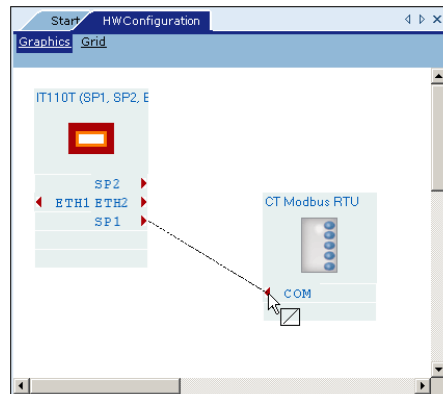 Start HWConfiguration
Graphics Grid
IT110T (SP1, SP2, E
SP2
ETH1 ETH2
SP1
CT Modbus RTU
COM